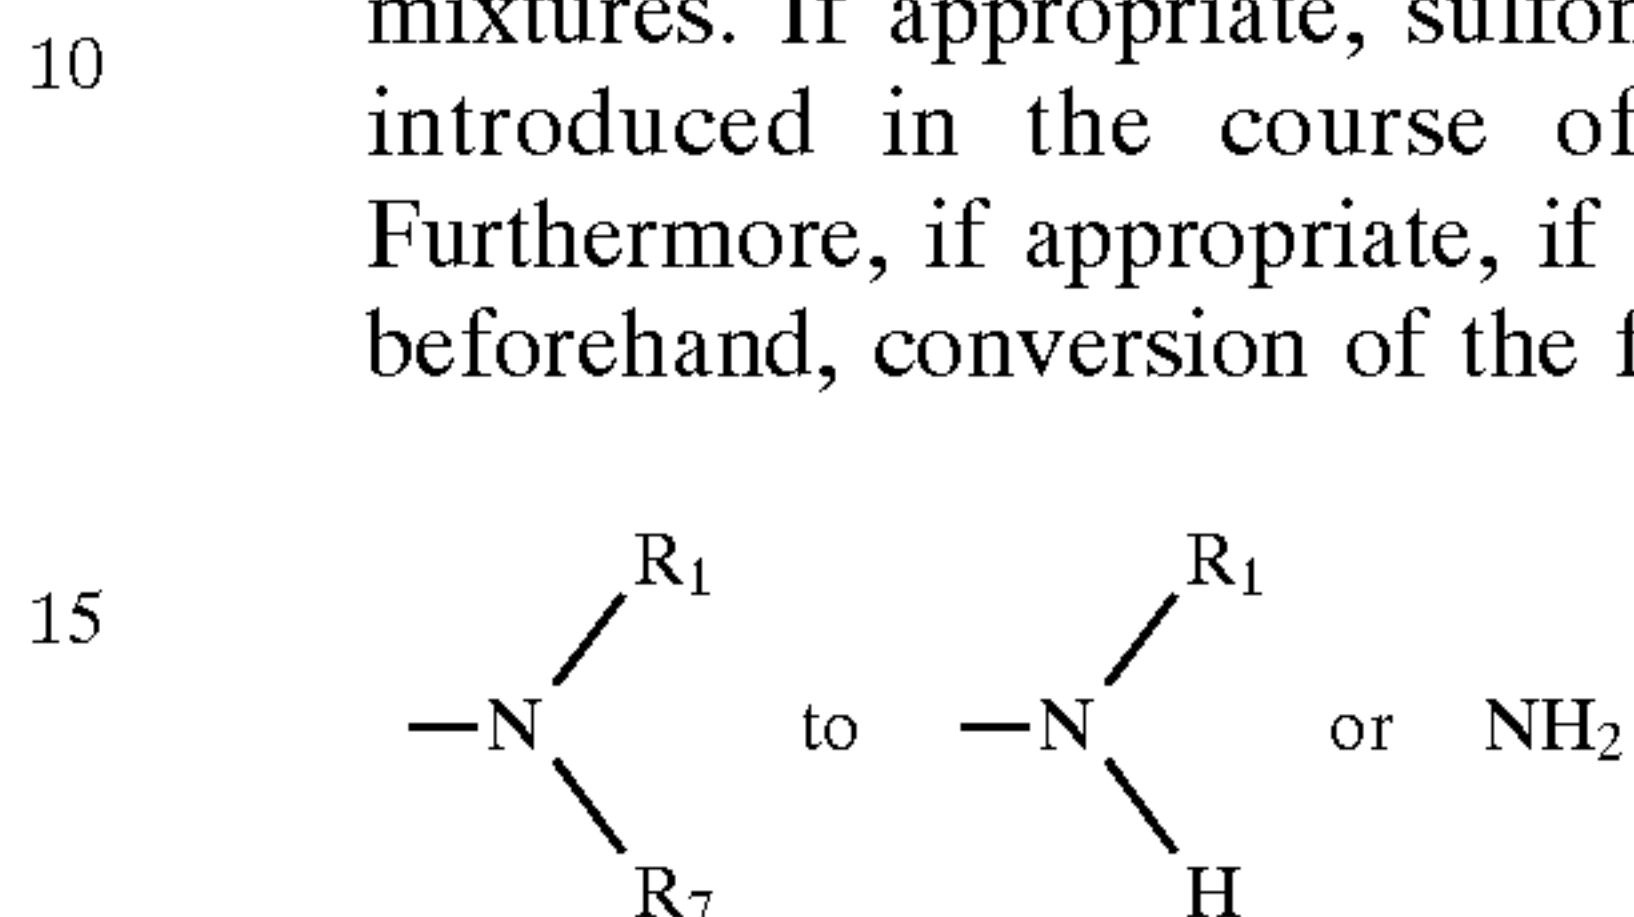 mixtures. If appropriate,
10
introduced in the course of
Furthermore, if appropriate, if
beforehand, conversion of the
R1
15
—N to —N or NH2
R1
R7
H